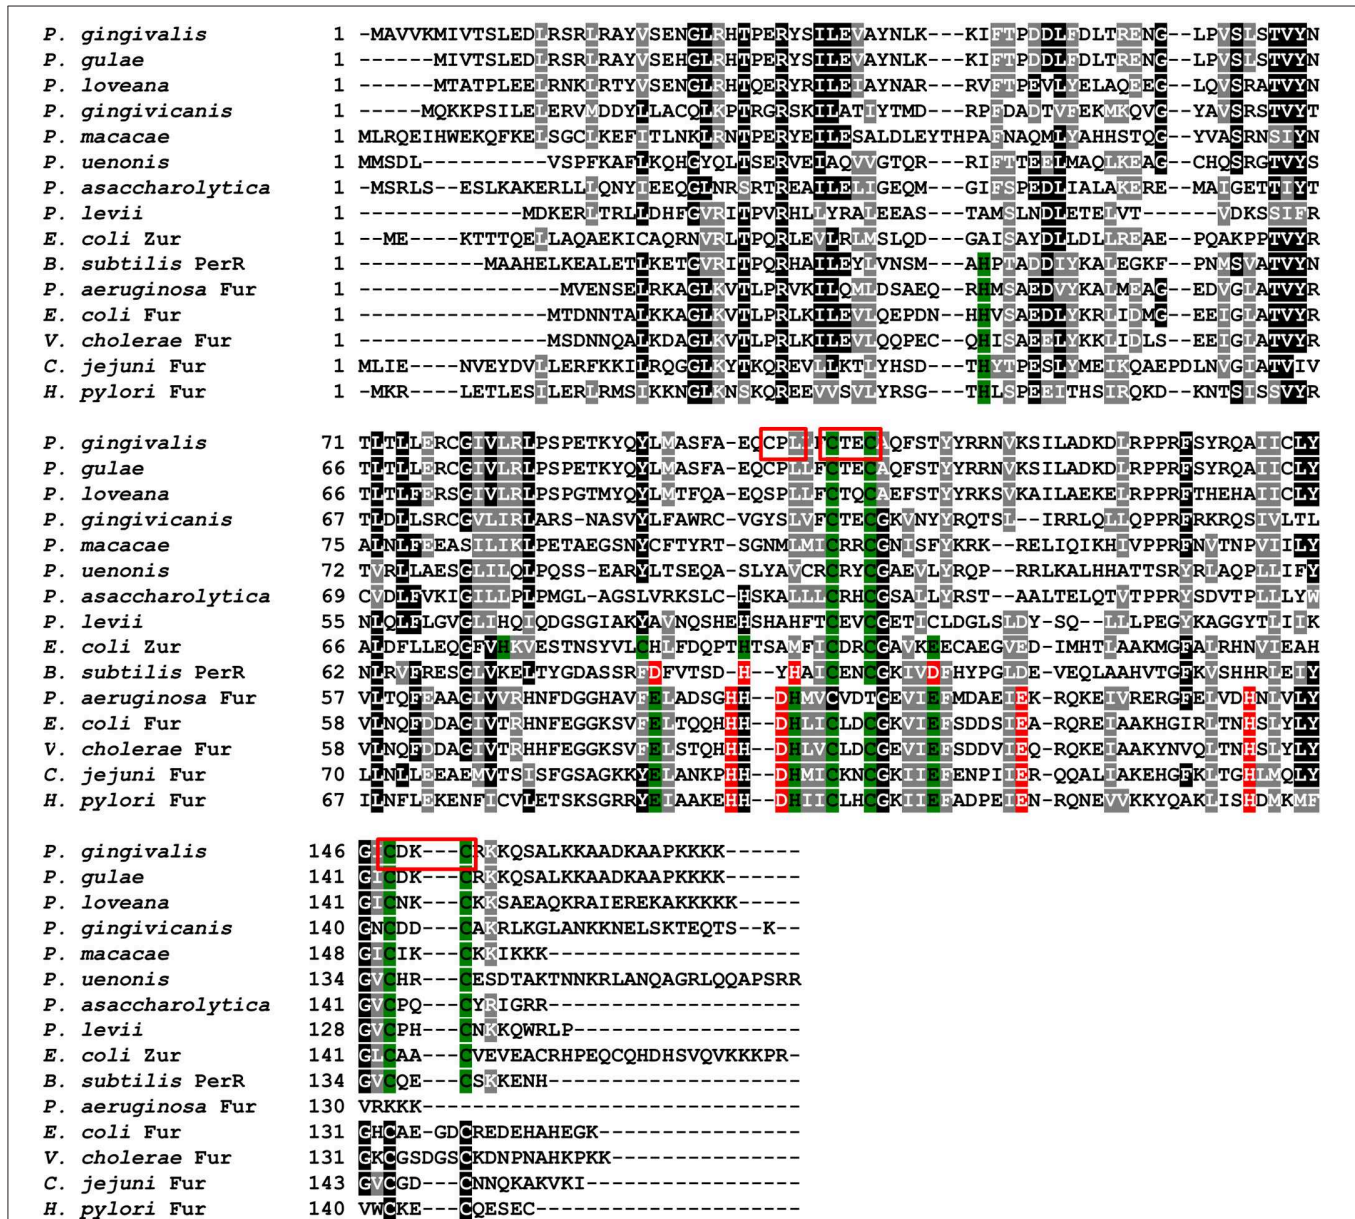 P. gingivalis 1 -MAVVKMIVTSLEDLRSRLRAYVSENGLRHTPERYSILEVAYNLK---KIFTPDDLFDLTRENG--LPVSLSTVYN
P. gulae 1 ------MIVTSLEDLRSRLRAYVSEHGLRHTPERYSILEVAYNLK---KIFTPDDLFDLTRENG--LPVSLSTVYN
P. loveana 1 ------MTATPLEELRNKLRTYVSENGLRHTQERYRILEIAYNAR---RVFTPEVLYELAQEEG--LQVSRATVYN
P. gingivicanis 1 -----MQKKPSILELERVMDDYLLACQLKPTRGRSKILATIYTMD---RPFDADTVFEKMKQVG--YAVSRSTVYT
P. macacae 1 MLRQEIHWEKQFKELSGCLKEFITLNKLRNTPERYEILESALDLEYTHPAFNAQMLYAHHSTQG--YVASRNSIYN
P. uenonis 1 MMSDL----------VSPFKAFLKQHGYQLTSERVEIAQVVGTQR---RIFTTEELMAQLKEAG--CHQSRGTVYS
P. asaccharolytica 1 -MSRLS--ESLKAKERLLLQNYIEEQGLNRSRTREAILELIGEQM---GIFSPEDLIALAKERE--MAIGETTIYT
P. levii 1 -------------MDKERLTRLLDHFGVRITPVRHLLYRALEEAS---TAMSLNDLETELVT------VDKSSIFR
E. coli Zur 1 --ME----KTTTQELLAQAEKICAQRNVRLTPQRLEVLRLMSLQD---GAISAYDLLDLLREAE--PQAKPPTVYR
B. subtilis PerR 1 ----------MAAHELKEALETLKETGVRITPQRHAILEYLVNSM---AHPTADDIYKALEGKF--PNMSVATVYN
P. aeruginosa Fur 1 ----------------MVENSELRKAGLKVTLPRVKILQMLDSAEQ--RHMSAEDVYKALMEAG--EDVGLATVYR
E. coli Fur 1 ---------------MTDNNTALKKAGLKVTLPRLKILEVLQEPDN--HHVSAEDLYKRLIDMG--EEIGLATVYR
V. cholerae Fur 1 ---------------MSDNNQALKDAGLKVTLPRLKILEVLQQPEC--QHISAEELYKKLIDLS--EEIGLATVYR
C. jejuni Fur 1 MLIE----NVEYDVLLERFKKILRQGGLKYTKQREVLLKTLYHSD---THYTPESLYMEIKQAEPDLNVGIATVIV
H. pylori Fur 1 -MKR----LETLESILERLRMSIKKNGLKNSKQREEVVSVLYRSG---THLSPEEITHSIRQKD--KNTSISSVYR
P. gingivalis 71 TLTLLERCGIVLRLPSPETKYQYLMASFA-EQCPLLFCTECAQFSTYYRRNVKSILADKDLRPPRFSYRQAIICLY
P. gulae 66 TLTLLERCGIVLRLPSPETKYQYLMASFA-EQCPLLFCTECAQFSTYYRRNVKSILADKDLRPPRFSYRQAIICLY
P. loveana 66 TLTLFERSGIVLRLPSPGTMYQYLMTFQA-EQSPLLFCTQCAEFSTYYRKSVKAILAEKELRPPRFTHEHAIICLY
P. gingivicanis 67 TLDLLSRCGVLIRLARS-NASVYLFAWRC-VGYSLVFCTECGKVNYYRQTSL--IRRLQLLQPPRFRKRQSIVLTL
P. macacae 75 ALNLFEEASILIKLPETAEGSNYCFTYRT-SGNMLMICRRCGNISFYKRK--RELIQIKHIVPPRFNVTNPVIILY
P. uenonis 72 TVRLLAESGLILQLPQSS-EARYLTSEQA-SLYAVCRCRYCGAEVLYRQP--RRLKALHHATTSRYRLAQPLLIFY
P. asaccharolytica 69 CVDLFVKIGILLPLPMGL-AGSLVRKSLC-HSKALLLCRHCGSALLYRST--AALTELQTVTPPRYSDVTPLLLYW
P. levii 55 NLQLFLGVGLIHQIQDGSGIAKYAVNQSHEHSHAHFTCEVCGETICLDGLSLDY-SQ--LLLPEGYKAGGYTLIIK
E. coli Zur 66 ALDFLLEQGFVHKVESTNSYVLCHLFDQPTHTSAMFICDRCGAVKEECAEGVED-IMHTLAAKMGFALRHNVIEAH
B. subtilis PerR 62 NLRVFRESGLVKELTYGDASSRFDFVTSD-H--YHAICENCGKIVDFHYPGLDE-VEQLAAHVTGFKVSHHRLEIY
P. aeruginosa Fur 57 VLTQFEAAGLVVRHNFDGGHAVFELADSGHH--DHMVCVDTGEVIEFMDAEIEK-RQKEIVRERGFELVDHNLVLY
E. coli Fur 58 VLNQFDDAGIVTRHNFEGGKSVFELTQQHHH--DHLICLDCGKVIEFSDDSIEA-RQREIAAKHGIRLTNHSLYLY
V. cholerae Fur 58 VLNQFDDAGIVTRHHFEGGKSVFELSTQHHH--DHLVCLDCGEVIEFSDDVIEQ-RQKEIAAKYNVQLTNHSLYLY
C. jejuni Fur 70 LLNLLEEAEMVTSISFGSAGKKYELANKPHH--DHMICKNCGKIIEFENPIIER-QQALIAKEHGFKLTGHLMQLY
H. pylori Fur 67 ILNFLEKENFICVLETSKSGRRYEIAAKEHH--DHIICLHCGKIIEFADPEIEN-RQNEVVKKYQAKLISHDMKMF
P. gingivalis 146 GICDK---CRKKQSALKKAADKAAPKKKK------
P. gulae 141 GICDK---CRKKQSALKKAADKAAPKKKK------
P. loveana 141 GICNK---CKKSAEAQKRAIEREKAKKKKK-----
P. gingivicanis 140 GNCDD---CAKRLKGLANKKNELSKTEQTS--K--
P. macacae 148 GICIK---CKKIKKK--------------------
P. uenonis 134 GVCHR---CESDTAKTNNKRLANQAGRLQQAPSRR
P. asaccharolytica 141 GVCPQ---CYRIGRR--------------------
P. levii 128 GVCPH---CNKKQWRLP------------------
E. coli Zur 141 GLCAA---CVEVEACRHPEQCQHDHSVQVKKKPR-
B. subtilis PerR 134 GVCQE---CSKKENH--------------------
P. aeruginosa Fur 130 VRKKK------------------------------
E. coli Fur 131 GHCAE-GDCREDEHAHEGK----------------
V. cholerae Fur 131 GKCGSDGSCKDNPNAHKPKK---------------
C. jejuni Fur 143 GVCGD---CNNQKAKVKI-----------------
H. pylori Fur 140 VWCKE---CQESEC---------------------